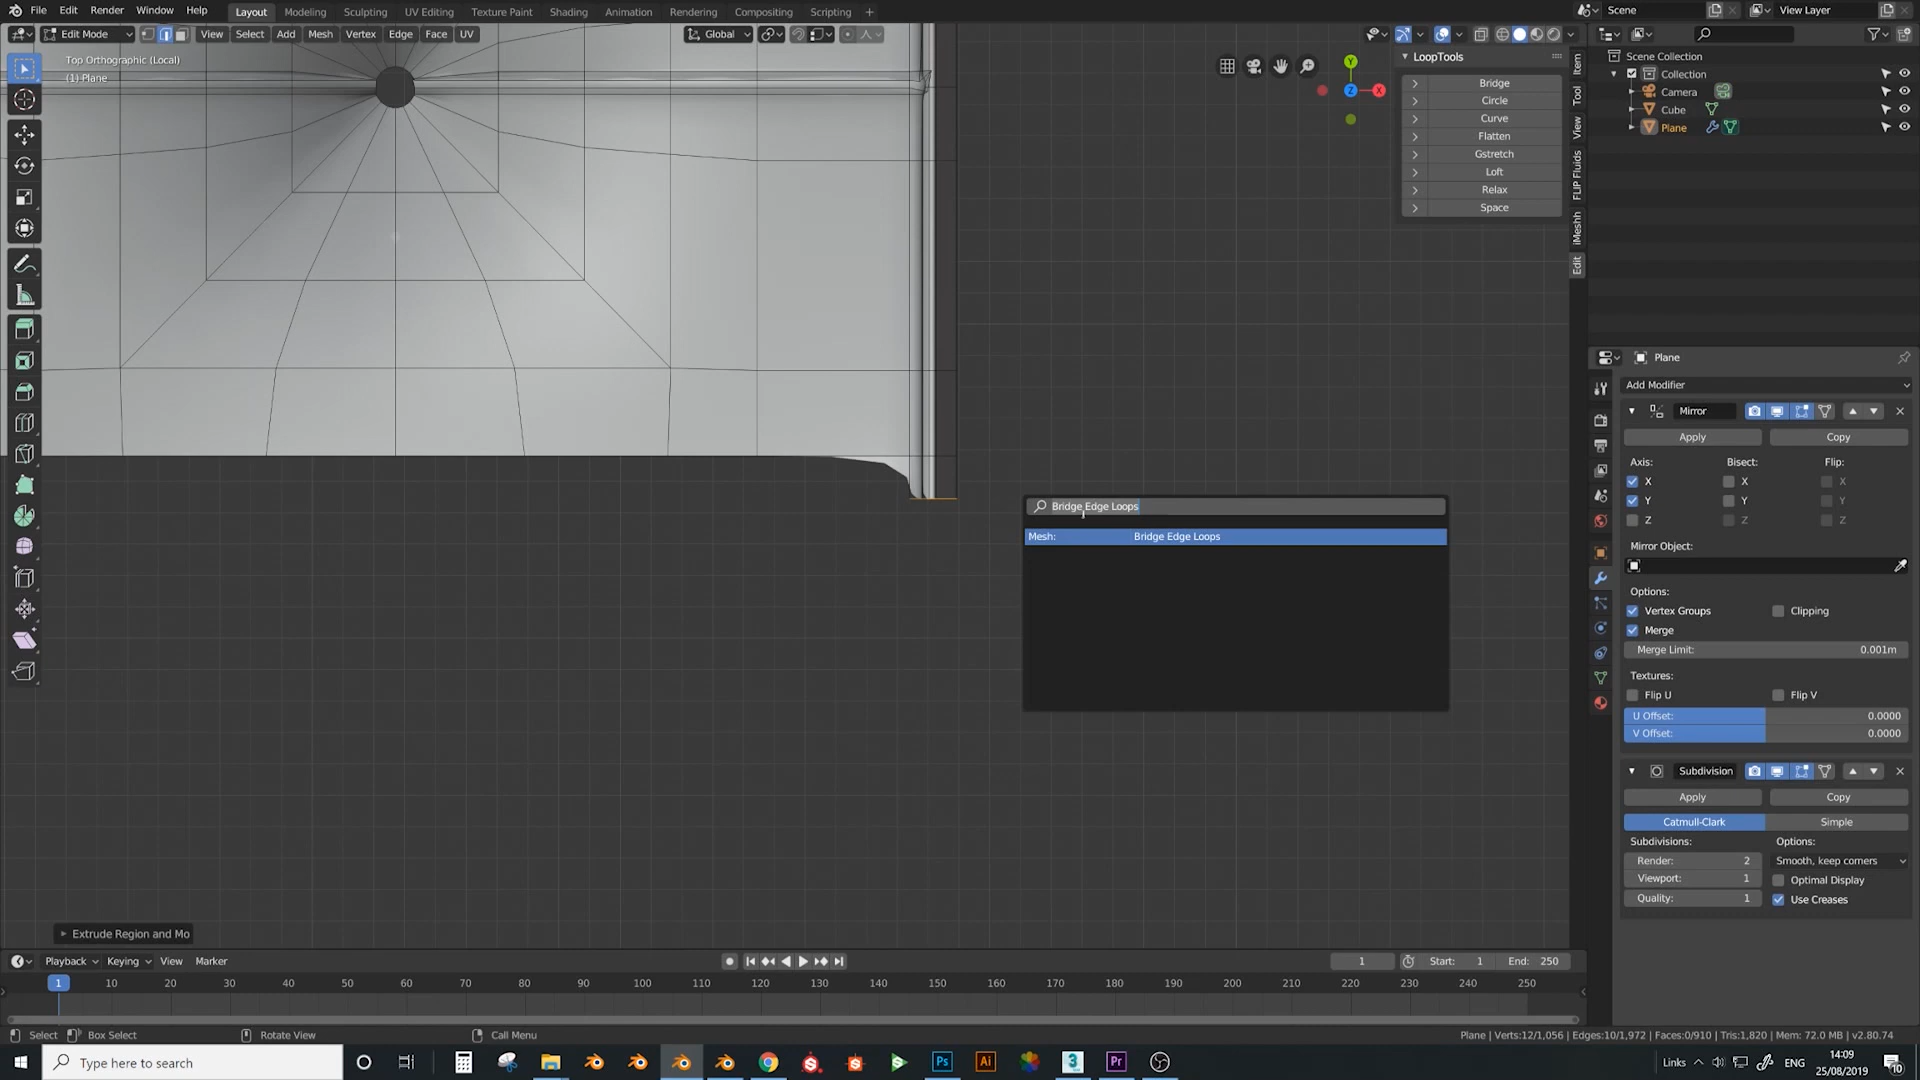 File Edit Render Window Help Layout Modeling Sculpting UV Editing Texture Paint Shading Animation Rendering Compositing Scripting + Scene View Layer
Edit Mode View Select Add Mesh Vertex Edge Face UV Global
Top Orthographic (Local)
(1) Plane
Y
Z
X
LoopTools
Bridge
Circle
Curve
Flatten
Gstretch
Loft
Relax
Space
Item
Tool
View
FLIP Fluids
iMeshh
Edit
Scene Collection
Collection
Camera
Cube
Plane
Bridge Edge Loops
Mesh: Bridge Edge Loops
Plane
Add Modifier
Mirror
Apply Copy
Axis: Bisect: Flip:
X X X
Y Y Y
Z Z Z
Mirror Object:
Options:
Vertex Groups Clipping
Merge
Merge Limit: 0.001m
Textures:
Flip U Flip V
U Offset: 0.0000
V Offset: 0.0000
Subdivision
Apply Copy
Catmull-Clark Simple
Subdivisions: Options:
Render: 2 Smooth, keep corners
Viewport: 1 Optimal Display
Quality: 1 Use Creases
Extrude Region and Mo
Playback Keying View Marker 1 Start: 1 End: 250
1 10 20 30 40 50 60 70 80 90 100 110 120 130 140 150 160 170 180 190 200 210 220 230 240 250
Select Box Select Rotate View Call Menu Plane | Verts:12/1,056 | Edges:10/1,972 | Faces:0/910 | Tris:1,820 | Mem: 72.0 MB | v2.80.74
Type here to search Ps Ai 3 Pr Links ENG 14:09
25/08/2019 10